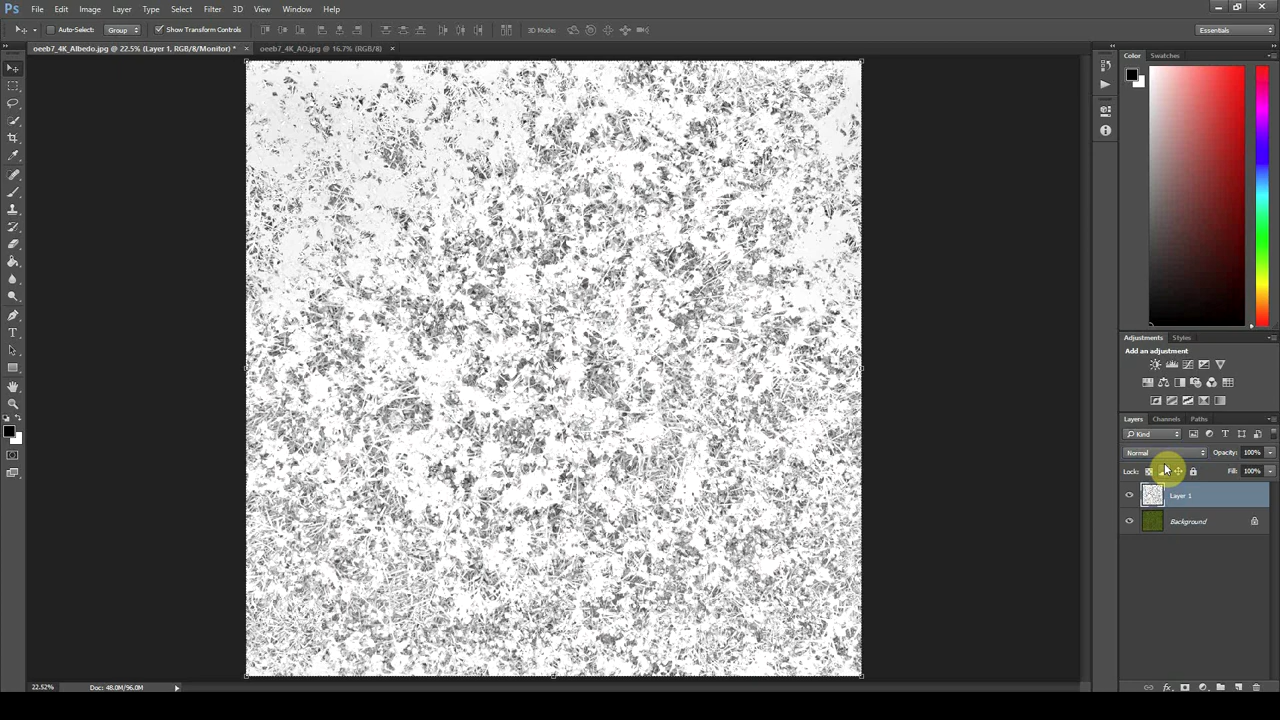 Ps File Edit Image Layer Type Select Filter 3D View Window Help
Auto-Select: Group Show Transform Controls 3D Mode: Essentials
oeeb7_4K_Albedo.jpg @ 22.5% (Layer 1, RGB/8/Monitor) * × oeeb7_4K_AO.jpg @ 16.7% (RGB/8) ×
Color Swatches
Adjustments Styles
Add an adjustment
Layers Channels Paths
Kind
Normal Opacity: 100%
Lock: Fill: 100%
Layer 1
Background
22.52% Doc: 48.0M/96.0M